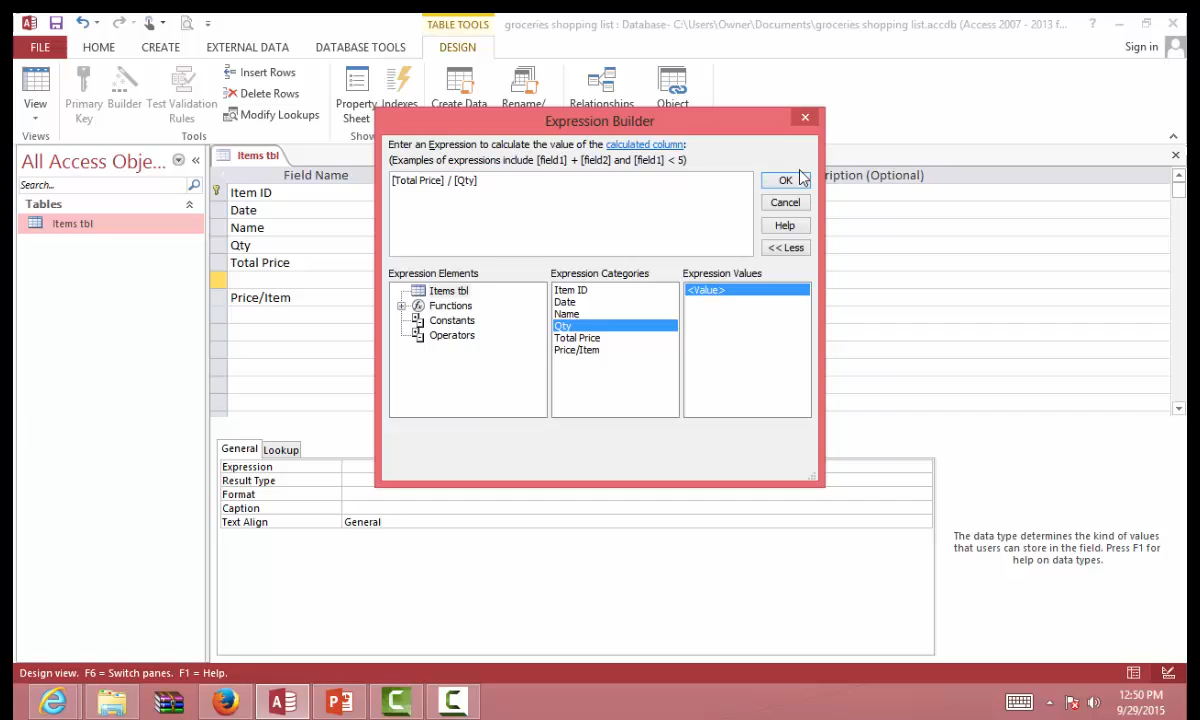 TABLE TOOLS
groceries shopping list : Database- C:\Users\Owner\Documents\groceries shopping list.accdb (Access 2007 - 2013 f...
FILE HOME CREATE EXTERNAL DATA DATABASE TOOLS DESIGN Sign in
View Primary Key Builder Test Validation Rules
Insert Rows
Delete Rows
Modify Lookups
Property Sheet Indexes Create Data Rename/ Relationships Object
Views Tools
All Access Obje... «
Search...
Tables
Items tbl
Items tbl
Field Name
Item ID
Date
Name
Qty
Total Price
Price/Item
Expression Builder
Enter an Expression to calculate the value of the calculated column:
(Examples of expressions include [field1] + [field2] and [field1] < 5)
[Total Price] / [Qty]
OK
Cancel
Help
<< Less
Expression Elements
Items tbl
Functions
Constants
Operators
Expression Categories
Item ID
Date
Name
Qty
Total Price
Price/Item
Expression Values
<Value>
(Optional)
General Lookup
Expression
Result Type
Format
Caption
Text Align General
The data type determines the kind of values
that users can store in the field. Press F1 for
help on data types.
Design view. F6 = Switch panes. F1 = Help.
12:50 PM
9/29/2015